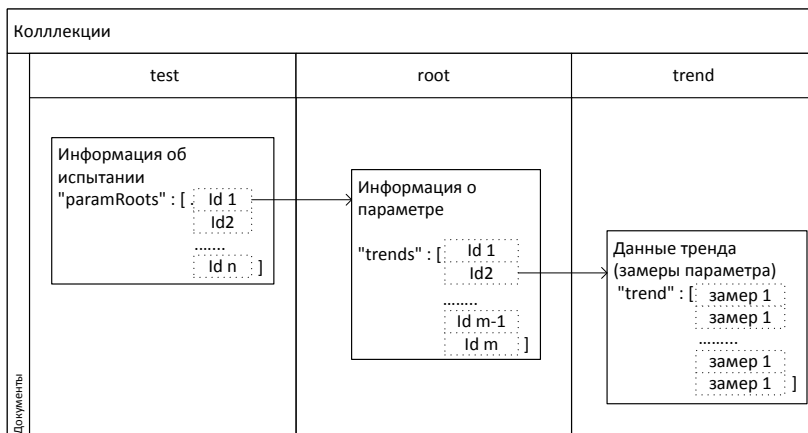 Колллекции
test
root
trend
Информация об
испытании
"paramRoots" : [ . Id 1
Id2
.......
Id n ]
Информация о
параметре
"trends" : [ Id 1
Id2
........
Id m-1
Id m ]
Данные тренда
(замеры параметра)
"trend" : [ замер 1
замер 1
.........
замер 1
замер 1 ]
Документы